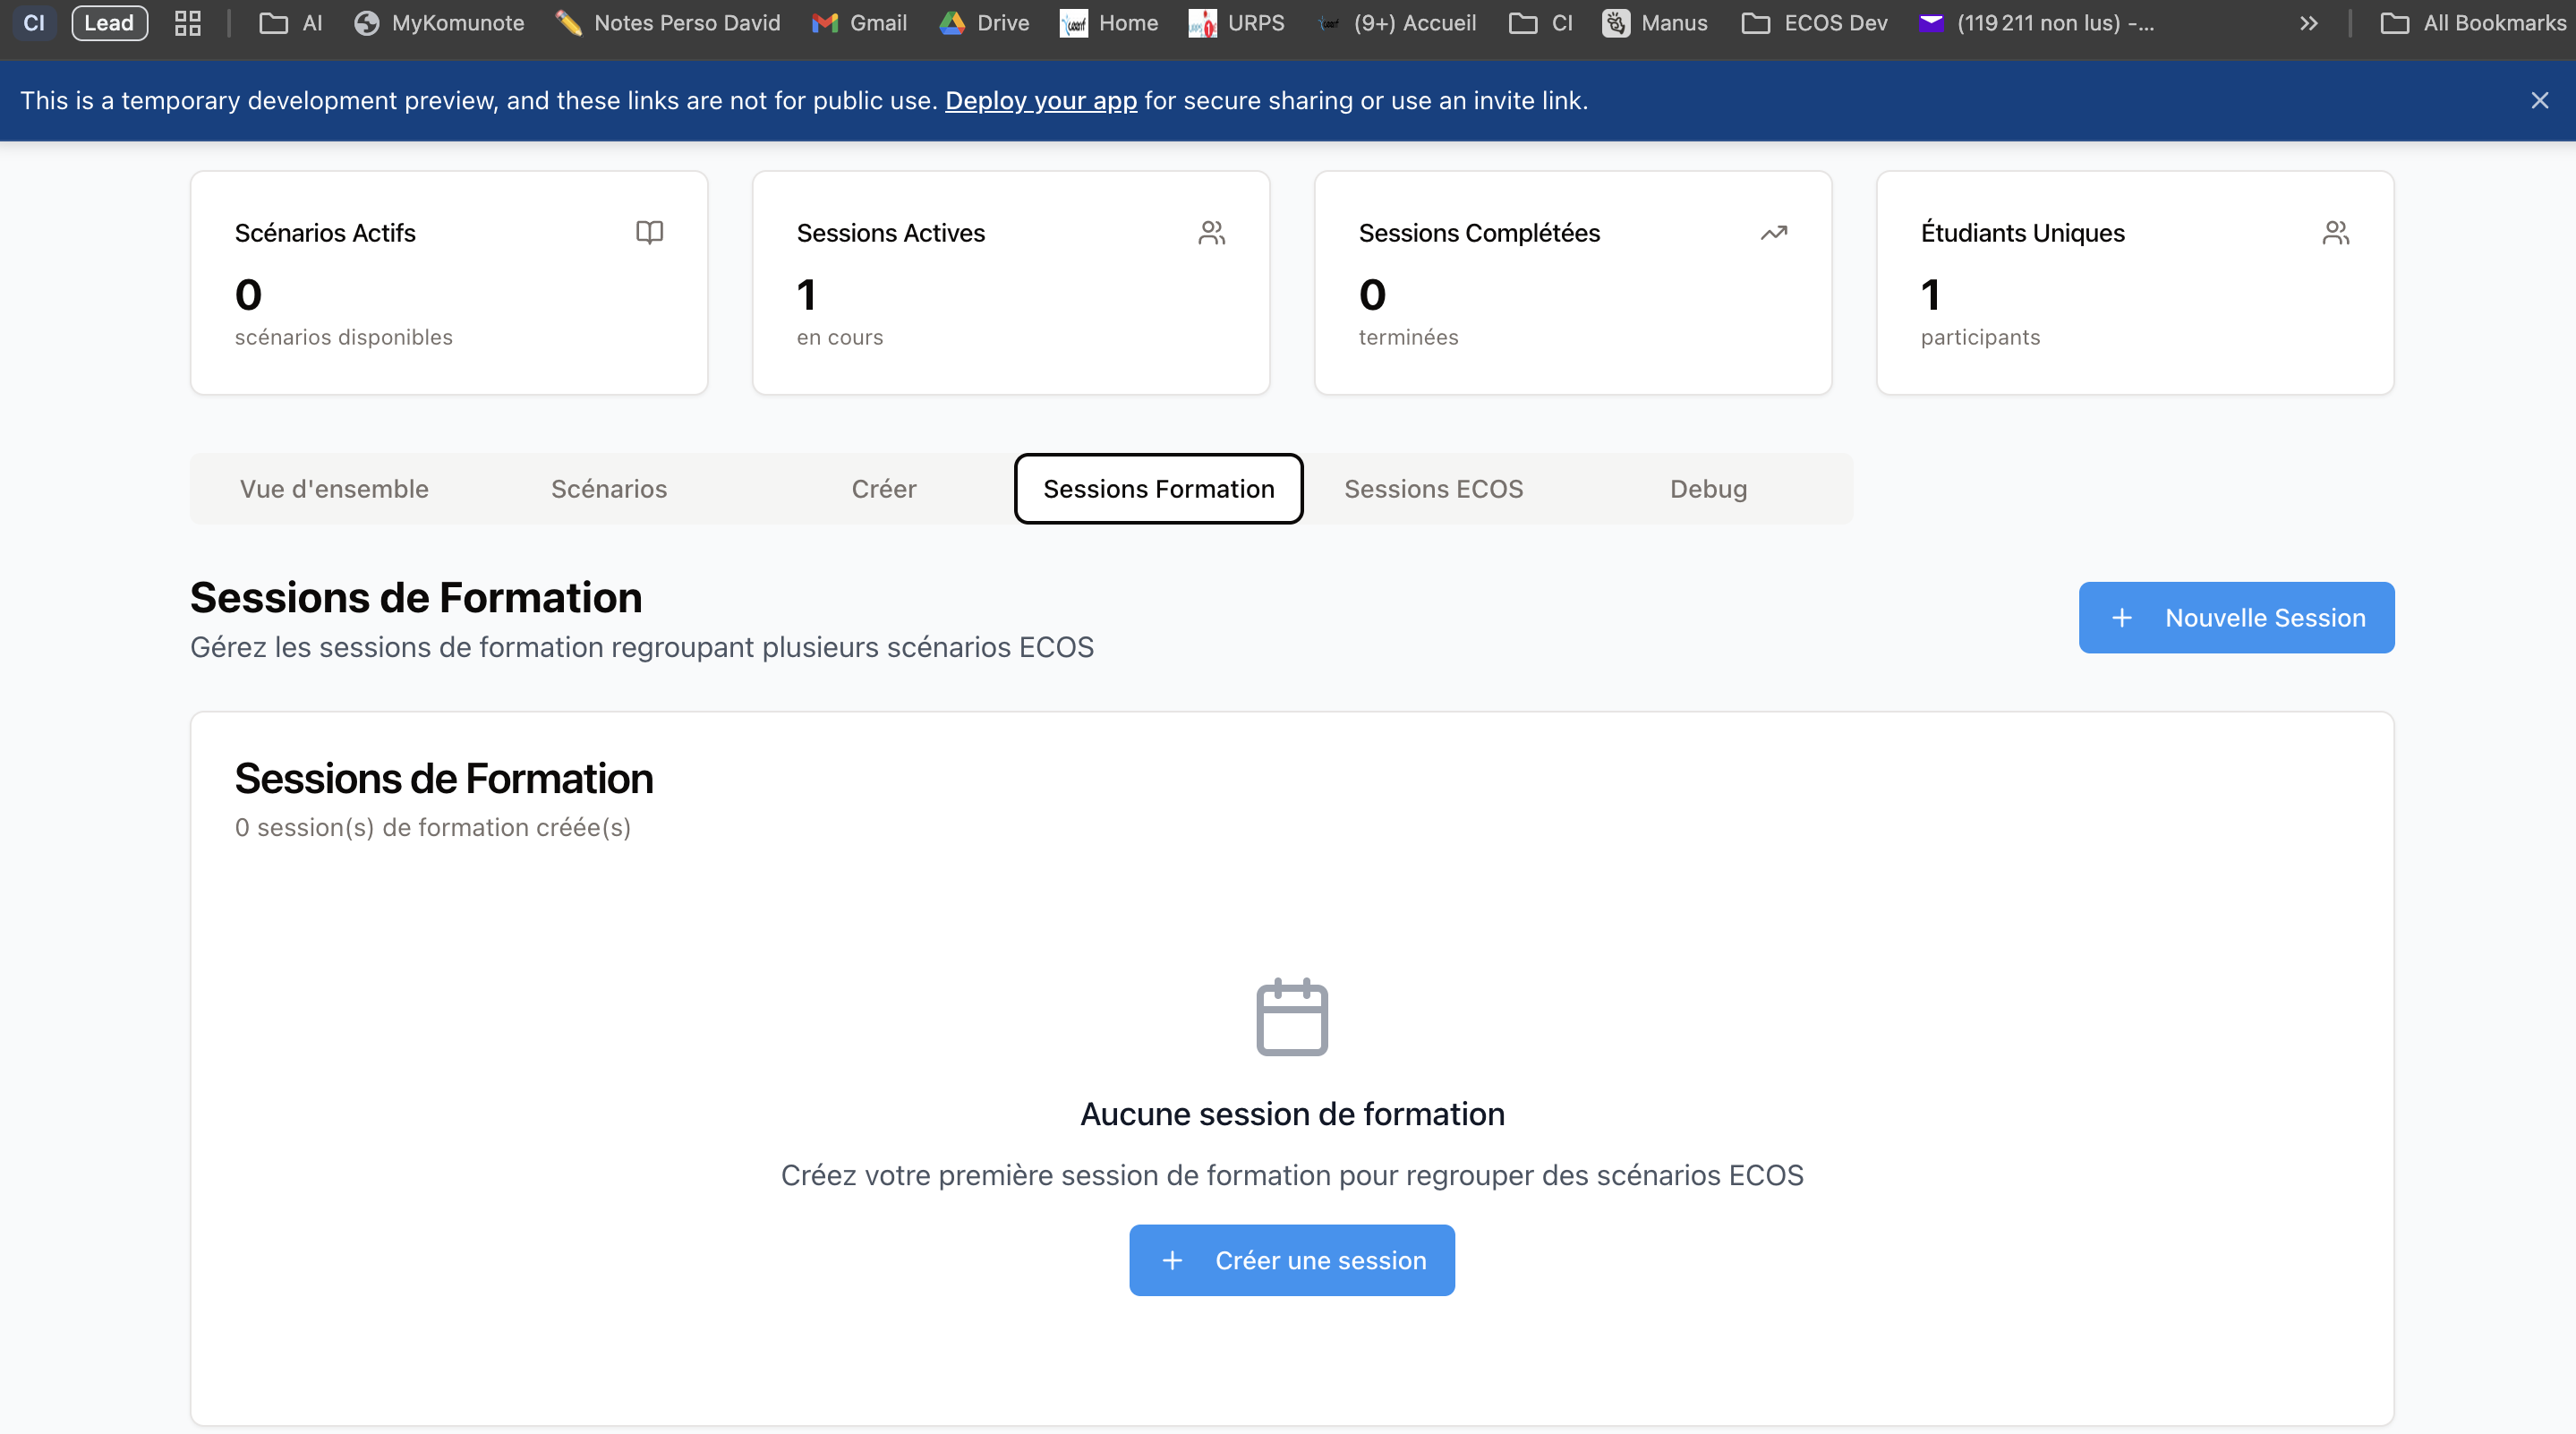 CI Lead AI MyKomunote Notes Perso David Gmail Drive Home URPS (9+) Accueil CI Manus ECOS Dev (119 211 non lus) -... » All Bookmarks
This is a temporary development preview, and these links are not for public use. Deploy your app for secure sharing or use an invite link.
Scénarios Actifs
0
scénarios disponibles
Sessions Actives
1
en cours
Sessions Complétées
0
terminées
Étudiants Uniques
1
participants
Vue d'ensemble Scénarios Créer Sessions Formation Sessions ECOS Debug
Sessions de Formation
Gérez les sessions de formation regroupant plusieurs scénarios ECOS
+ Nouvelle Session
Sessions de Formation
0 session(s) de formation créée(s)
Aucune session de formation
Créez votre première session de formation pour regrouper des scénarios ECOS
+ Créer une session